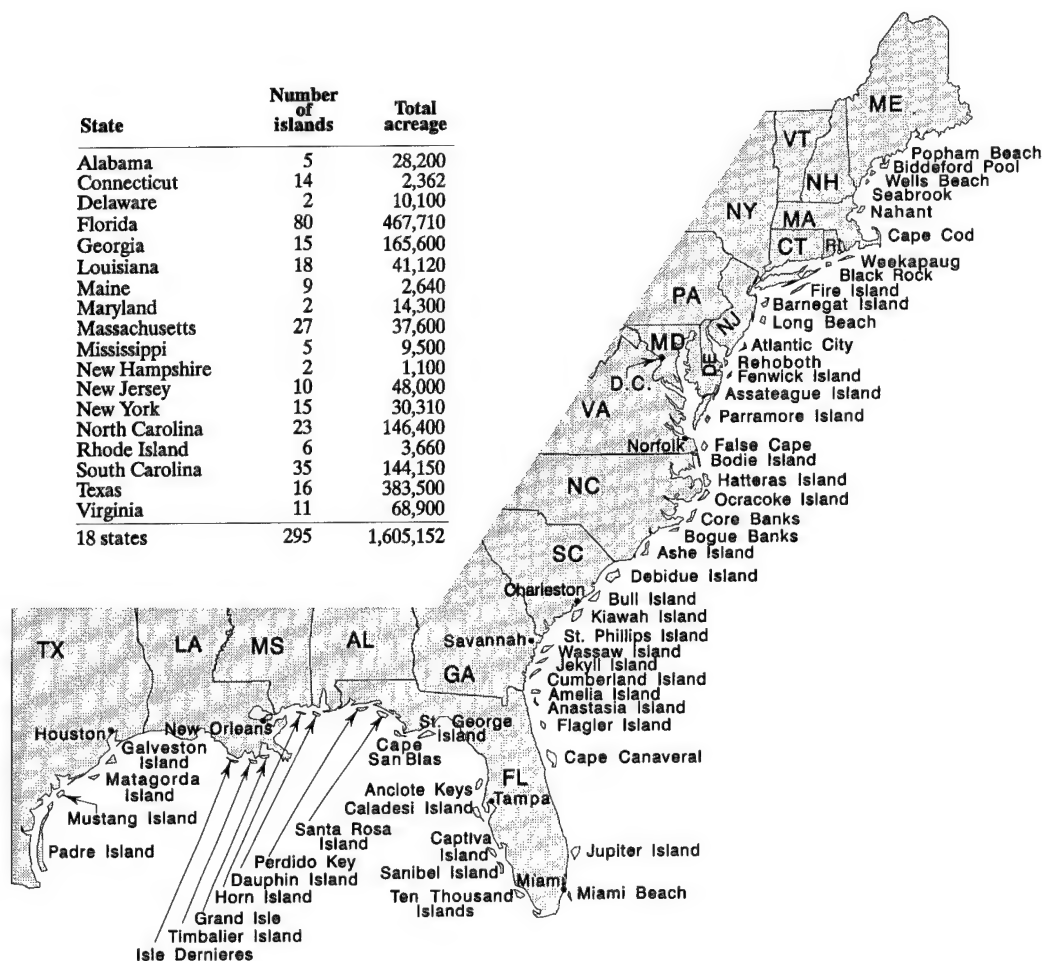 State Number of islands Total acreage
Alabama 5 28,200
Connecticut 14 2,362
Delaware 2 10,100
Florida 80 467,710
Georgia 15 165,600
Louisiana 18 41,120
Maine 9 2,640
Maryland 2 14,300
Massachusetts 27 37,600
Mississippi 5 9,500
New Hampshire 2 1,100
New Jersey 10 48,000
New York 15 30,310
North Carolina 23 146,400
Rhode Island 6 3,660
South Carolina 35 144,150
Texas 16 383,500
Virginia 11 68,900
18 states 295 1,605,152
ME
VT
NH
NY
MA
CT
RI
PA
NJ
MD
DE
D.C.
VA
Norfolk
NC
SC
Charleston
Savannah
GA
TX
LA
MS
AL
FL
Houston
New Orleans
Tampa
Miami
Popham Beach
Biddeford Pool
Wells Beach
Seabrook
Nahant
Cape Cod
Weekapaug
Black Rock
Fire Island
Barnegat Island
Long Beach
Atlantic City
Rehoboth
Fenwick Island
Assateague Island
Parramore Island
False Cape
Bodie Island
Hatteras Island
Ocracoke Island
Core Banks
Bogue Banks
Ashe Island
Debidue Island
Bull Island
Kiawah Island
St. Phillips Island
Wassaw Island
Jekyll Island
Cumberland Island
Amelia Island
Anastasia Island
Flagler Island
Cape Canaveral
Jupiter Island
Miami Beach
St. George
Island
Cape
San Blas
Anclote Keys
Caladesi Island
Captiva
Island
Sanibel Island
Ten Thousand
Islands
Galveston
Island
Matagorda
Island
Mustang Island
Padre Island
Santa Rosa
Island
Perdido Key
Dauphin Island
Horn Island
Grand Isle
Timbalier Island
Isle Dernieres